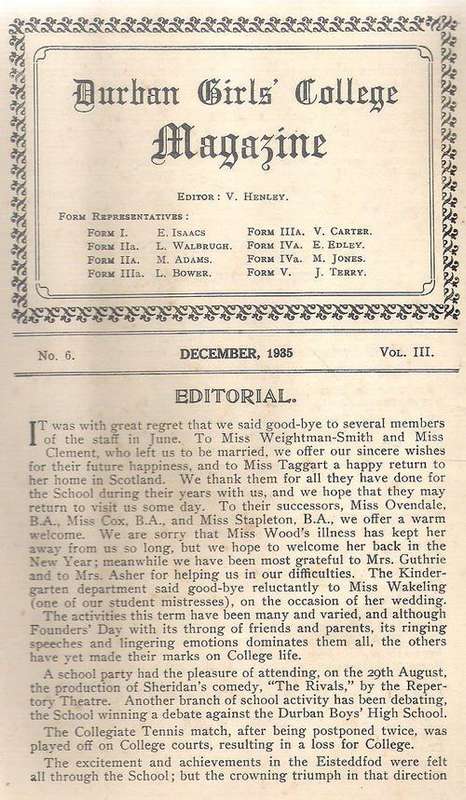 Durban Girls' College
Magazine
EDITOR : V. HENLEY.
FORM REPRESENTATIVES :
FORM I. E. ISAACS FORM IIIA. V. CARTER.
FORM IIa. L. WALBRUGH. FORM IVA. E. EDLEY.
FORM IIA. M. ADAMS. FORM IVa. M. JONES.
FORM IIIa. L. BOWER. FORM V. J. TERRY.
No. 6. DECEMBER, 1935 VOL. III.
EDITORIAL.
IT was with great regret that we said good-bye to several members
of the staff in June. To Miss Weightman-Smith and Miss
Clement, who left us to be married, we offer our sincere wishes
for their future happiness, and to Miss Taggart a happy return to
her home in Scotland. We thank them for all they have done for
the School during their years with us, and we hope that they may
return to visit us some day. To their successors, Miss Ovendale,
B.A., Miss Cox, B.A., and Miss Stapleton, B.A., we offer a warm
welcome. We are sorry that Miss Wood's illness has kept her
away from us so long, but we hope to welcome her back in the
New Year; meanwhile we have been most grateful to Mrs. Guthrie
and to Mrs. Asher for helping us in our difficulties. The Kinder-
garten department said good-bye reluctantly to Miss Wakeling
(one of our student mistresses), on the occasion of her wedding.
The activities this term have been many and varied, and although
Founders' Day with its throng of friends and parents, its ringing
speeches and lingering emotions dominates them all, the others
have yet made their marks on College life.
A school party had the pleasure of attending, on the 29th August,
the production of Sheridan's comedy, "The Rivals," by the Reper-
tory Theatre. Another branch of school activity has been debating,
the School winning a debate against the Durban Boys' High School.
The Collegiate Tennis match, after being postponed twice, was
played off on College courts, resulting in a loss for College.
The excitement and achievements in the Eisteddfod were felt
all through the School; but the crowning triumph in that direction